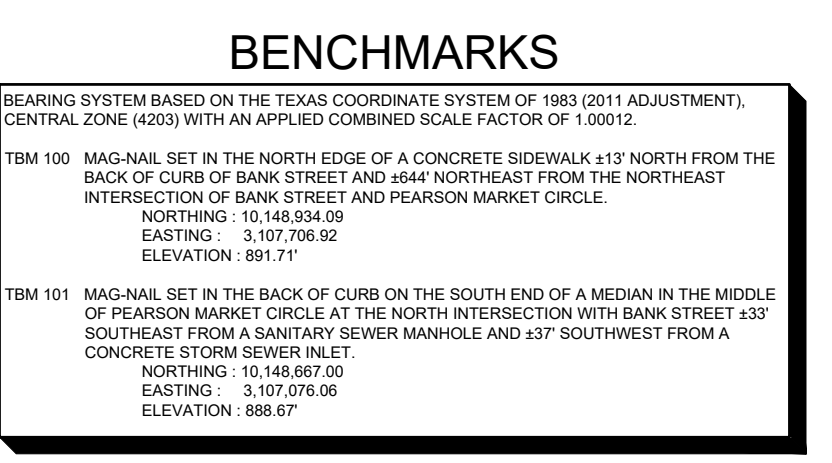 BENCHMARKS
BEARING SYSTEM BASED ON THE TEXAS COORDINATE SYSTEM OF 1983 (2011 ADJUSTMENT),
CENTRAL ZONE (4203) WITH AN APPLIED COMBINED SCALE FACTOR OF 1.00012.
TBM 100 MAG-NAIL SET IN THE NORTH EDGE OF A CONCRETE SIDEWALK ±13' NORTH FROM THE
BACK OF CURB OF BANK STREET AND ±644' NORTHEAST FROM THE NORTHEAST
INTERSECTION OF BANK STREET AND PEARSON MARKET CIRCLE.
NORTHING : 10,148,934.09
EASTING : 3,107,706.92
ELEVATION : 891.71'
TBM 101 MAG-NAIL SET IN THE BACK OF CURB ON THE SOUTH END OF A MEDIAN IN THE MIDDLE
OF PEARSON MARKET CIRCLE AT THE NORTH INTERSECTION WITH BANK STREET ±33'
SOUTHEAST FROM A SANITARY SEWER MANHOLE AND ±37' SOUTHWEST FROM A
CONCRETE STORM SEWER INLET.
NORTHING : 10,148,667.00
EASTING : 3,107,076.06
ELEVATION : 888.67'